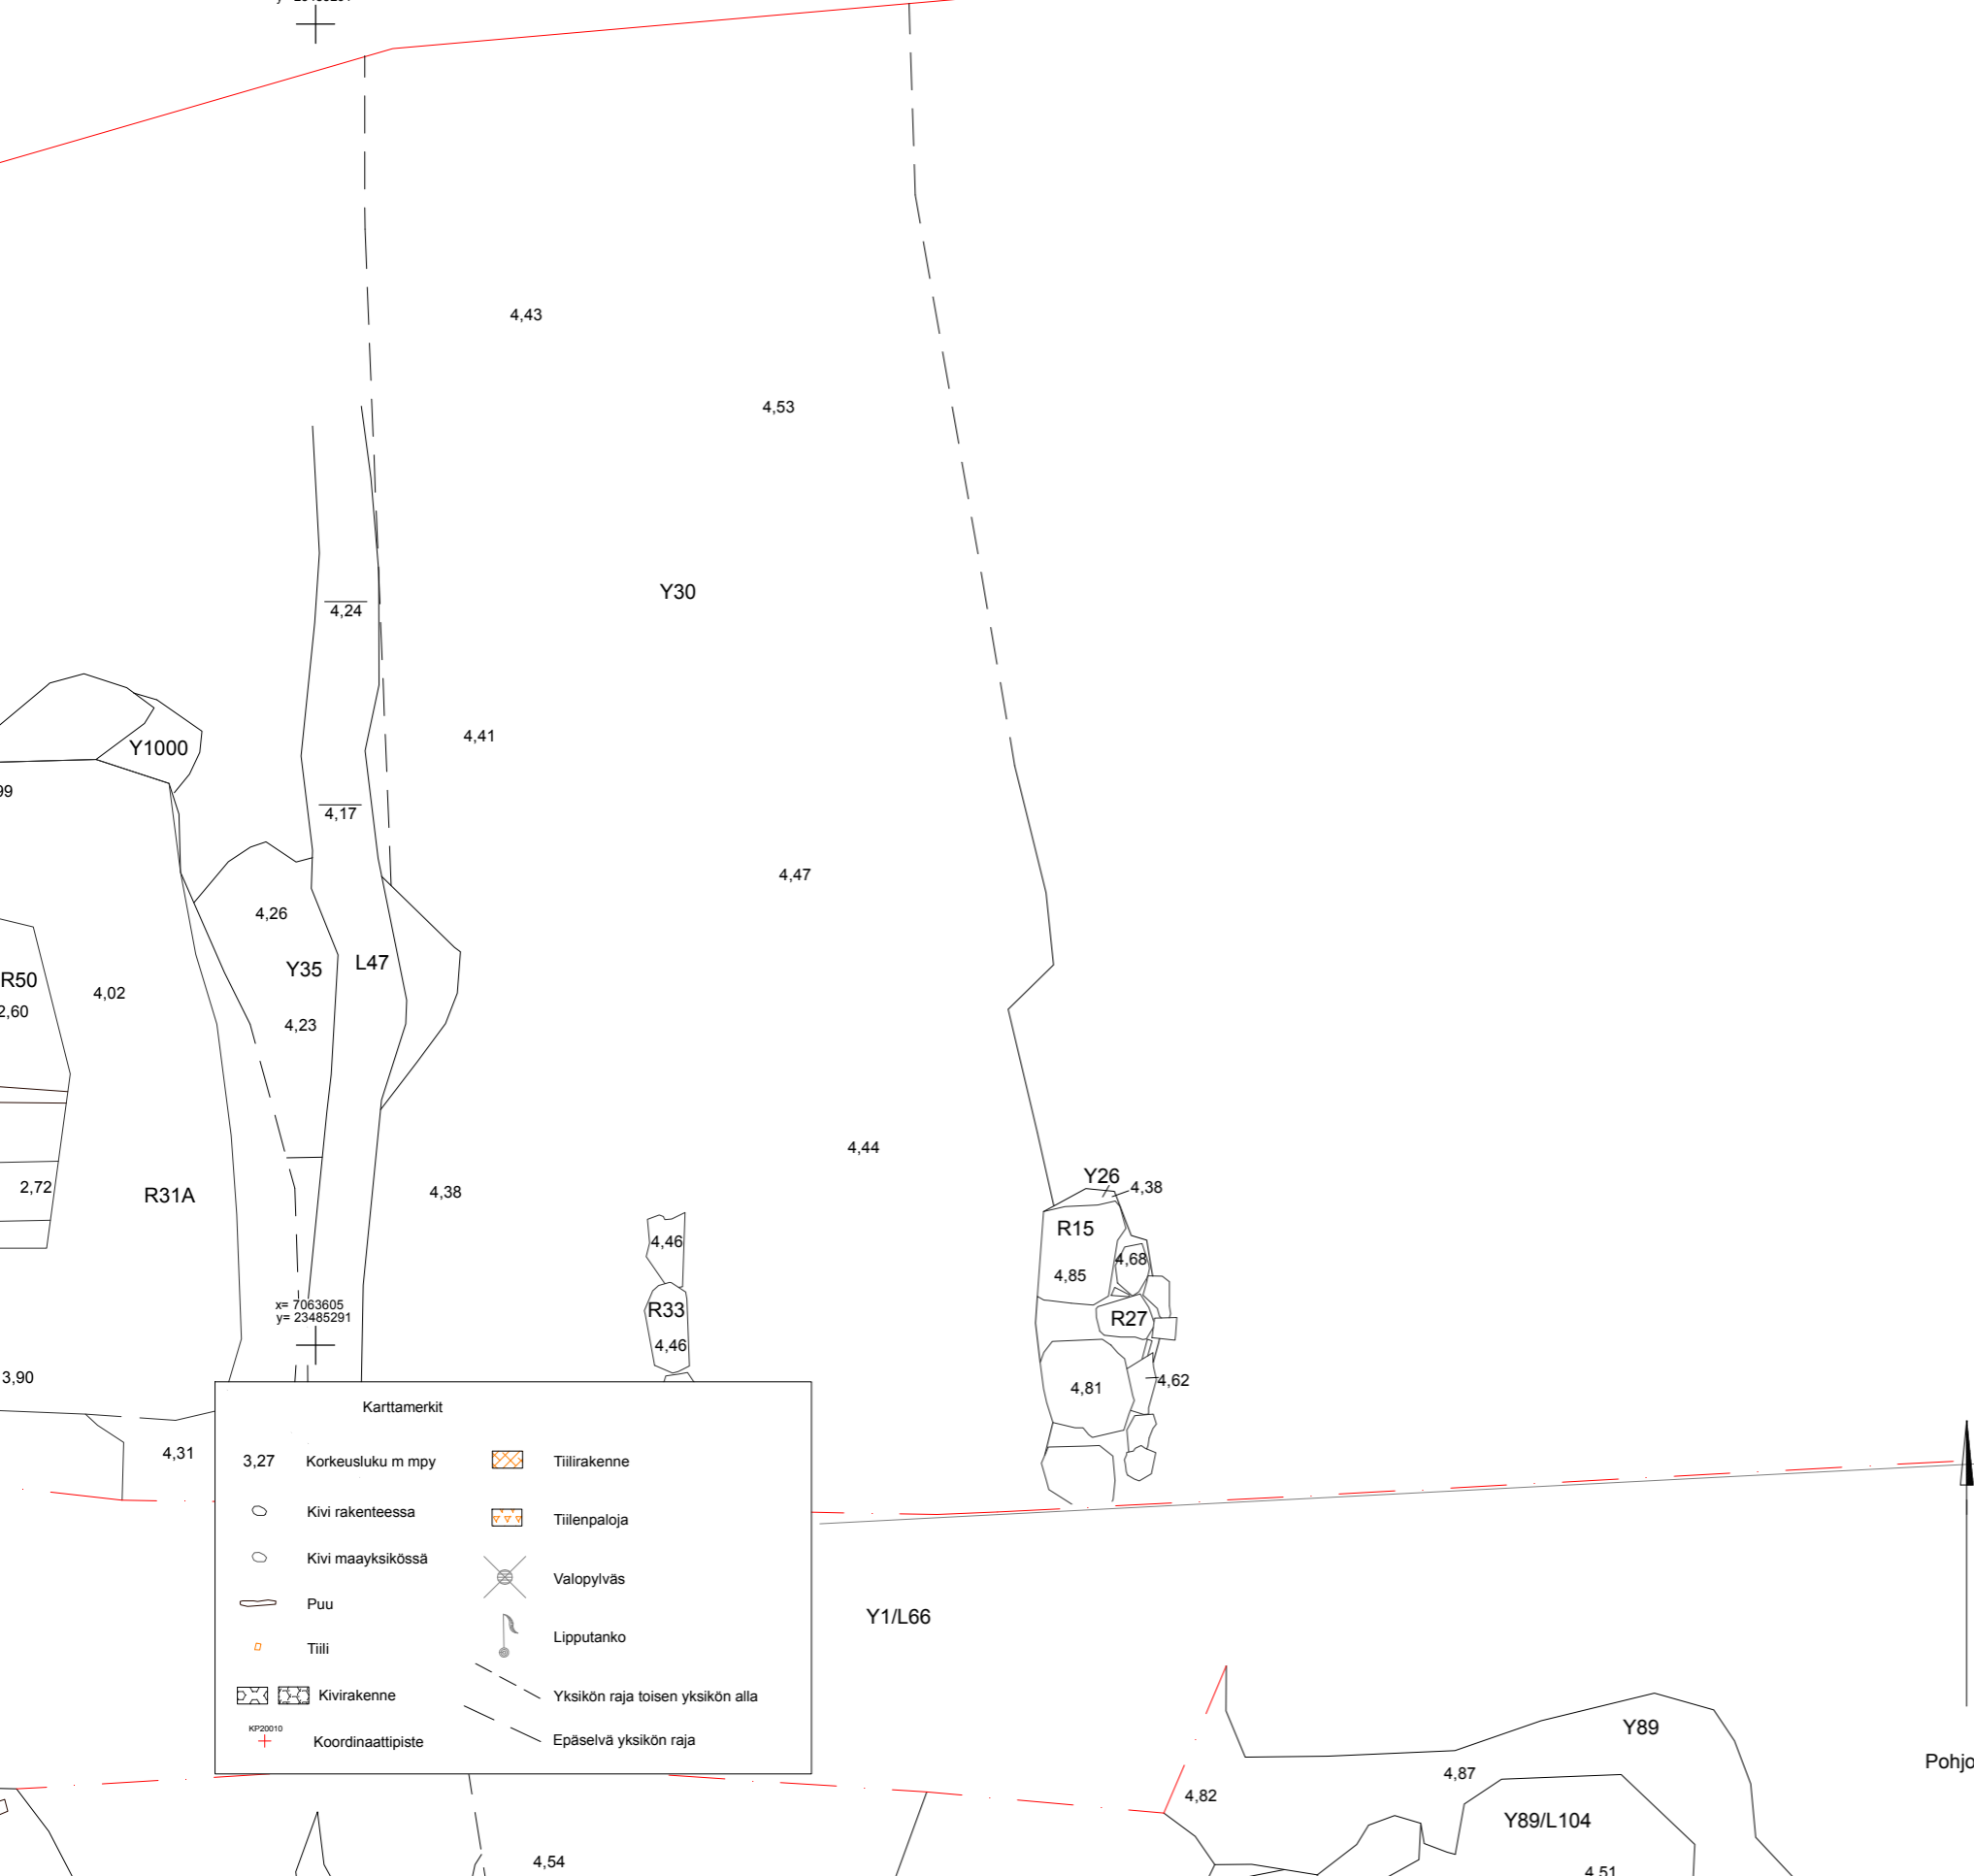 4,43
4,53
Y30
4,24
4,41
Y1000
4,17
4,47
4,26
Y35
L47
R50
4,02
4,23
4,44
Y26
4,38
2,72
R31A
4,38
R15
4,46
4,68
4,85
x= 7063605
y= 23485291
R33
R27
4,46
3,90
4,81
4,62
4,31
Karttamerkit
3,27 Korkeusluku m mpy
Kivi rakenteessa
Kivi maayksikössä
Puu
Tiili
Kivirakenne
KP20010
Koordinaattipiste
Tiilirakenne
Tiilenpaloja
Valopylväs
Lipputanko
Yksikön raja toisen yksikön alla
Epäselvä yksikön raja
Y1/L66
Y89
Pohjo
4,87
4,82
Y89/L104
4,54
4,51